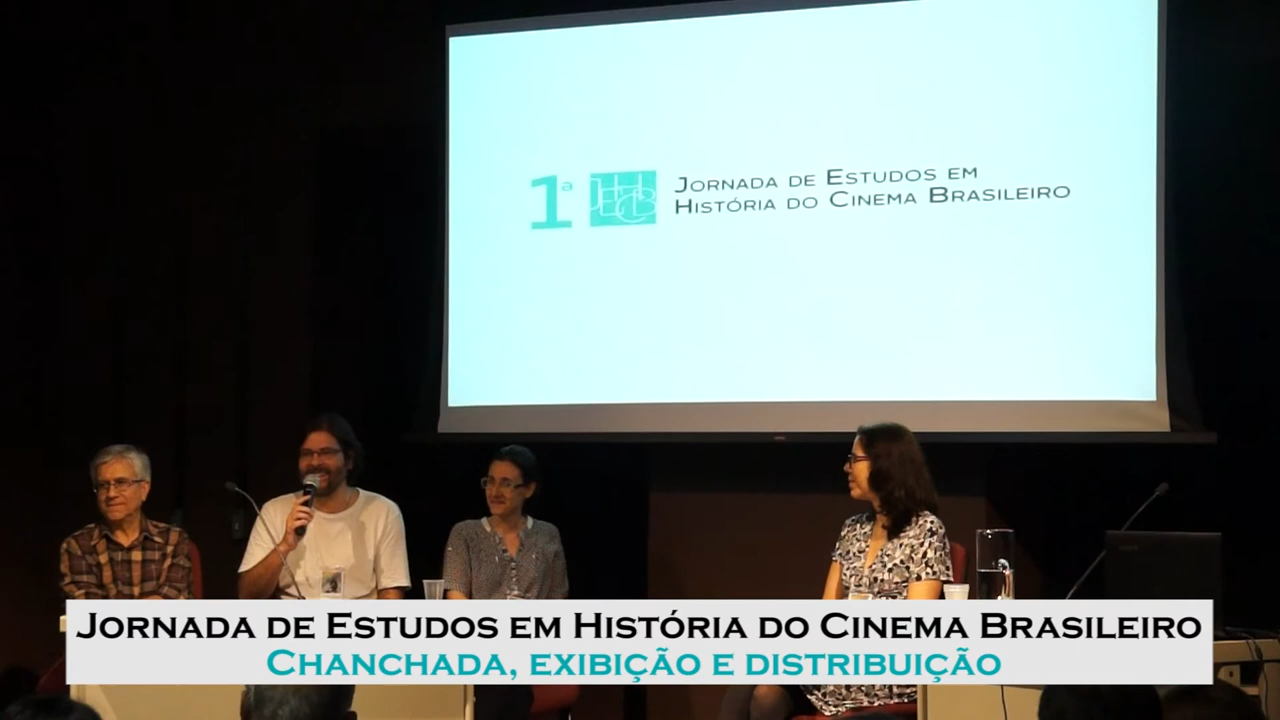 1ª
JEHCB
Jornada de Estudos em
História do Cinema Brasileiro
Jornada de Estudos em História do Cinema Brasileiro
Chanchada, exibição e distribuição